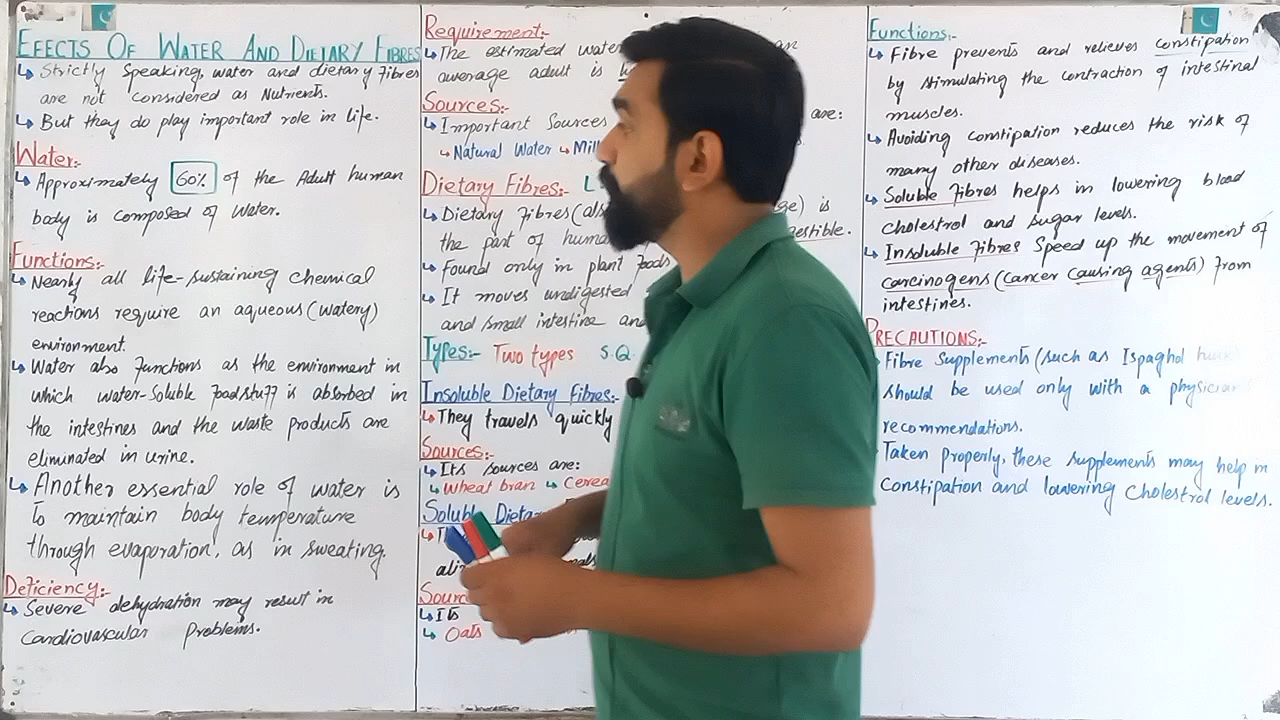 EFECTS OF WATER AND DIETARY FIBRES
↳ Strictly Speaking, water and dietary fibres
are not considered as Nutrients.
↳ But they do play important role in life.
Water:-
↳ Approximately 60% of the Adult human
body is composed of water.
Functions:-
↳ Nearly all life-sustaining chemical
reactions require an aqueous (watery)
environment.
↳ Water also functions as the environment in
which water-soluble foodstuff is absorbed in
the intestines and the waste products are
eliminated in urine.
↳ Another essential role of water is
to maintain body temperature
through evaporation, as in sweating.
Deficiency:-
↳ Severe dehydration may result in
Cardiovascular Problems.
Requirement:-
↳ The estimated water
average adult is
Sources:-
↳ Important Sources are:
↳ Natural Water ↳
Dietary Fibres:-
↳ Dietary fibres is
the part of
↳ Found only in plant foods
↳ It moves undigested
and small intestine
Types:- Two types S.Q.
Insoluble Dietary Fibres:-
↳ They travels quickly
Sources:-
↳ Its sources are:
↳ Wheat bran ↳
↳ Its
↳ Oats
Functions:-
↳ Fibre prevents and relieves constipation
by stimulating the contraction of intestinal
muscles.
↳ Avoiding constipation reduces the risk of
many other diseases.
↳ Soluble Fibres helps in lowering blood
cholestrol and sugar levels.
↳ Insoluble Fibres Speed up the movement of
carcinogens (cancer causing agents) from
intestines.
PRECAUTIONS:-
Fibre Supplements (such as Ispaghol
should be used only with a
recommendations.
Taken properly, these supplements may help in
Constipation and lowering Cholestrol levels.